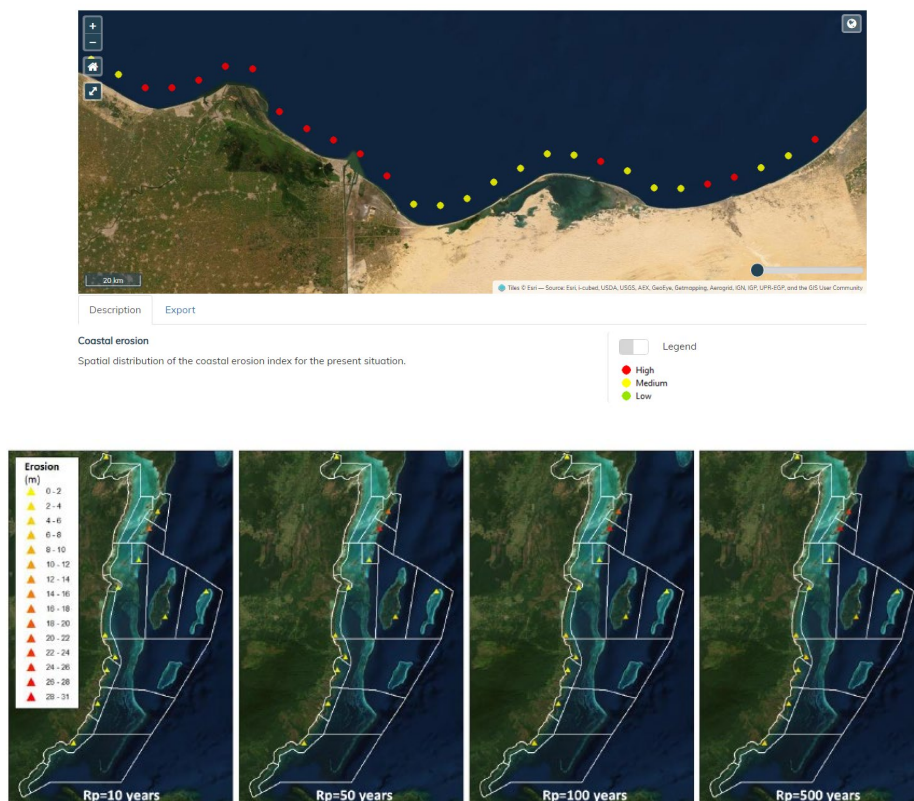 +
−
20 km
Tiles © Esri — Source: Esri, i-cubed, USDA, USGS, AEX, GeoEye, Getmapping, Aerogrid, IGN, IGP, UPR-EGP, and the GIS User Community
Description
Export
Coastal erosion
Spatial distribution of the coastal erosion index for the present situation.
Legend
High
Medium
Low
Erosion
(m)
0 - 2
2 - 4
4 - 6
6 - 8
8 - 10
10 - 12
12 - 14
14 - 16
16 - 18
18 - 20
20 - 22
22 - 24
24 - 26
26 - 28
28 - 31
Rp=10 years
Rp=50 years
Rp=100 years
Rp=500 years